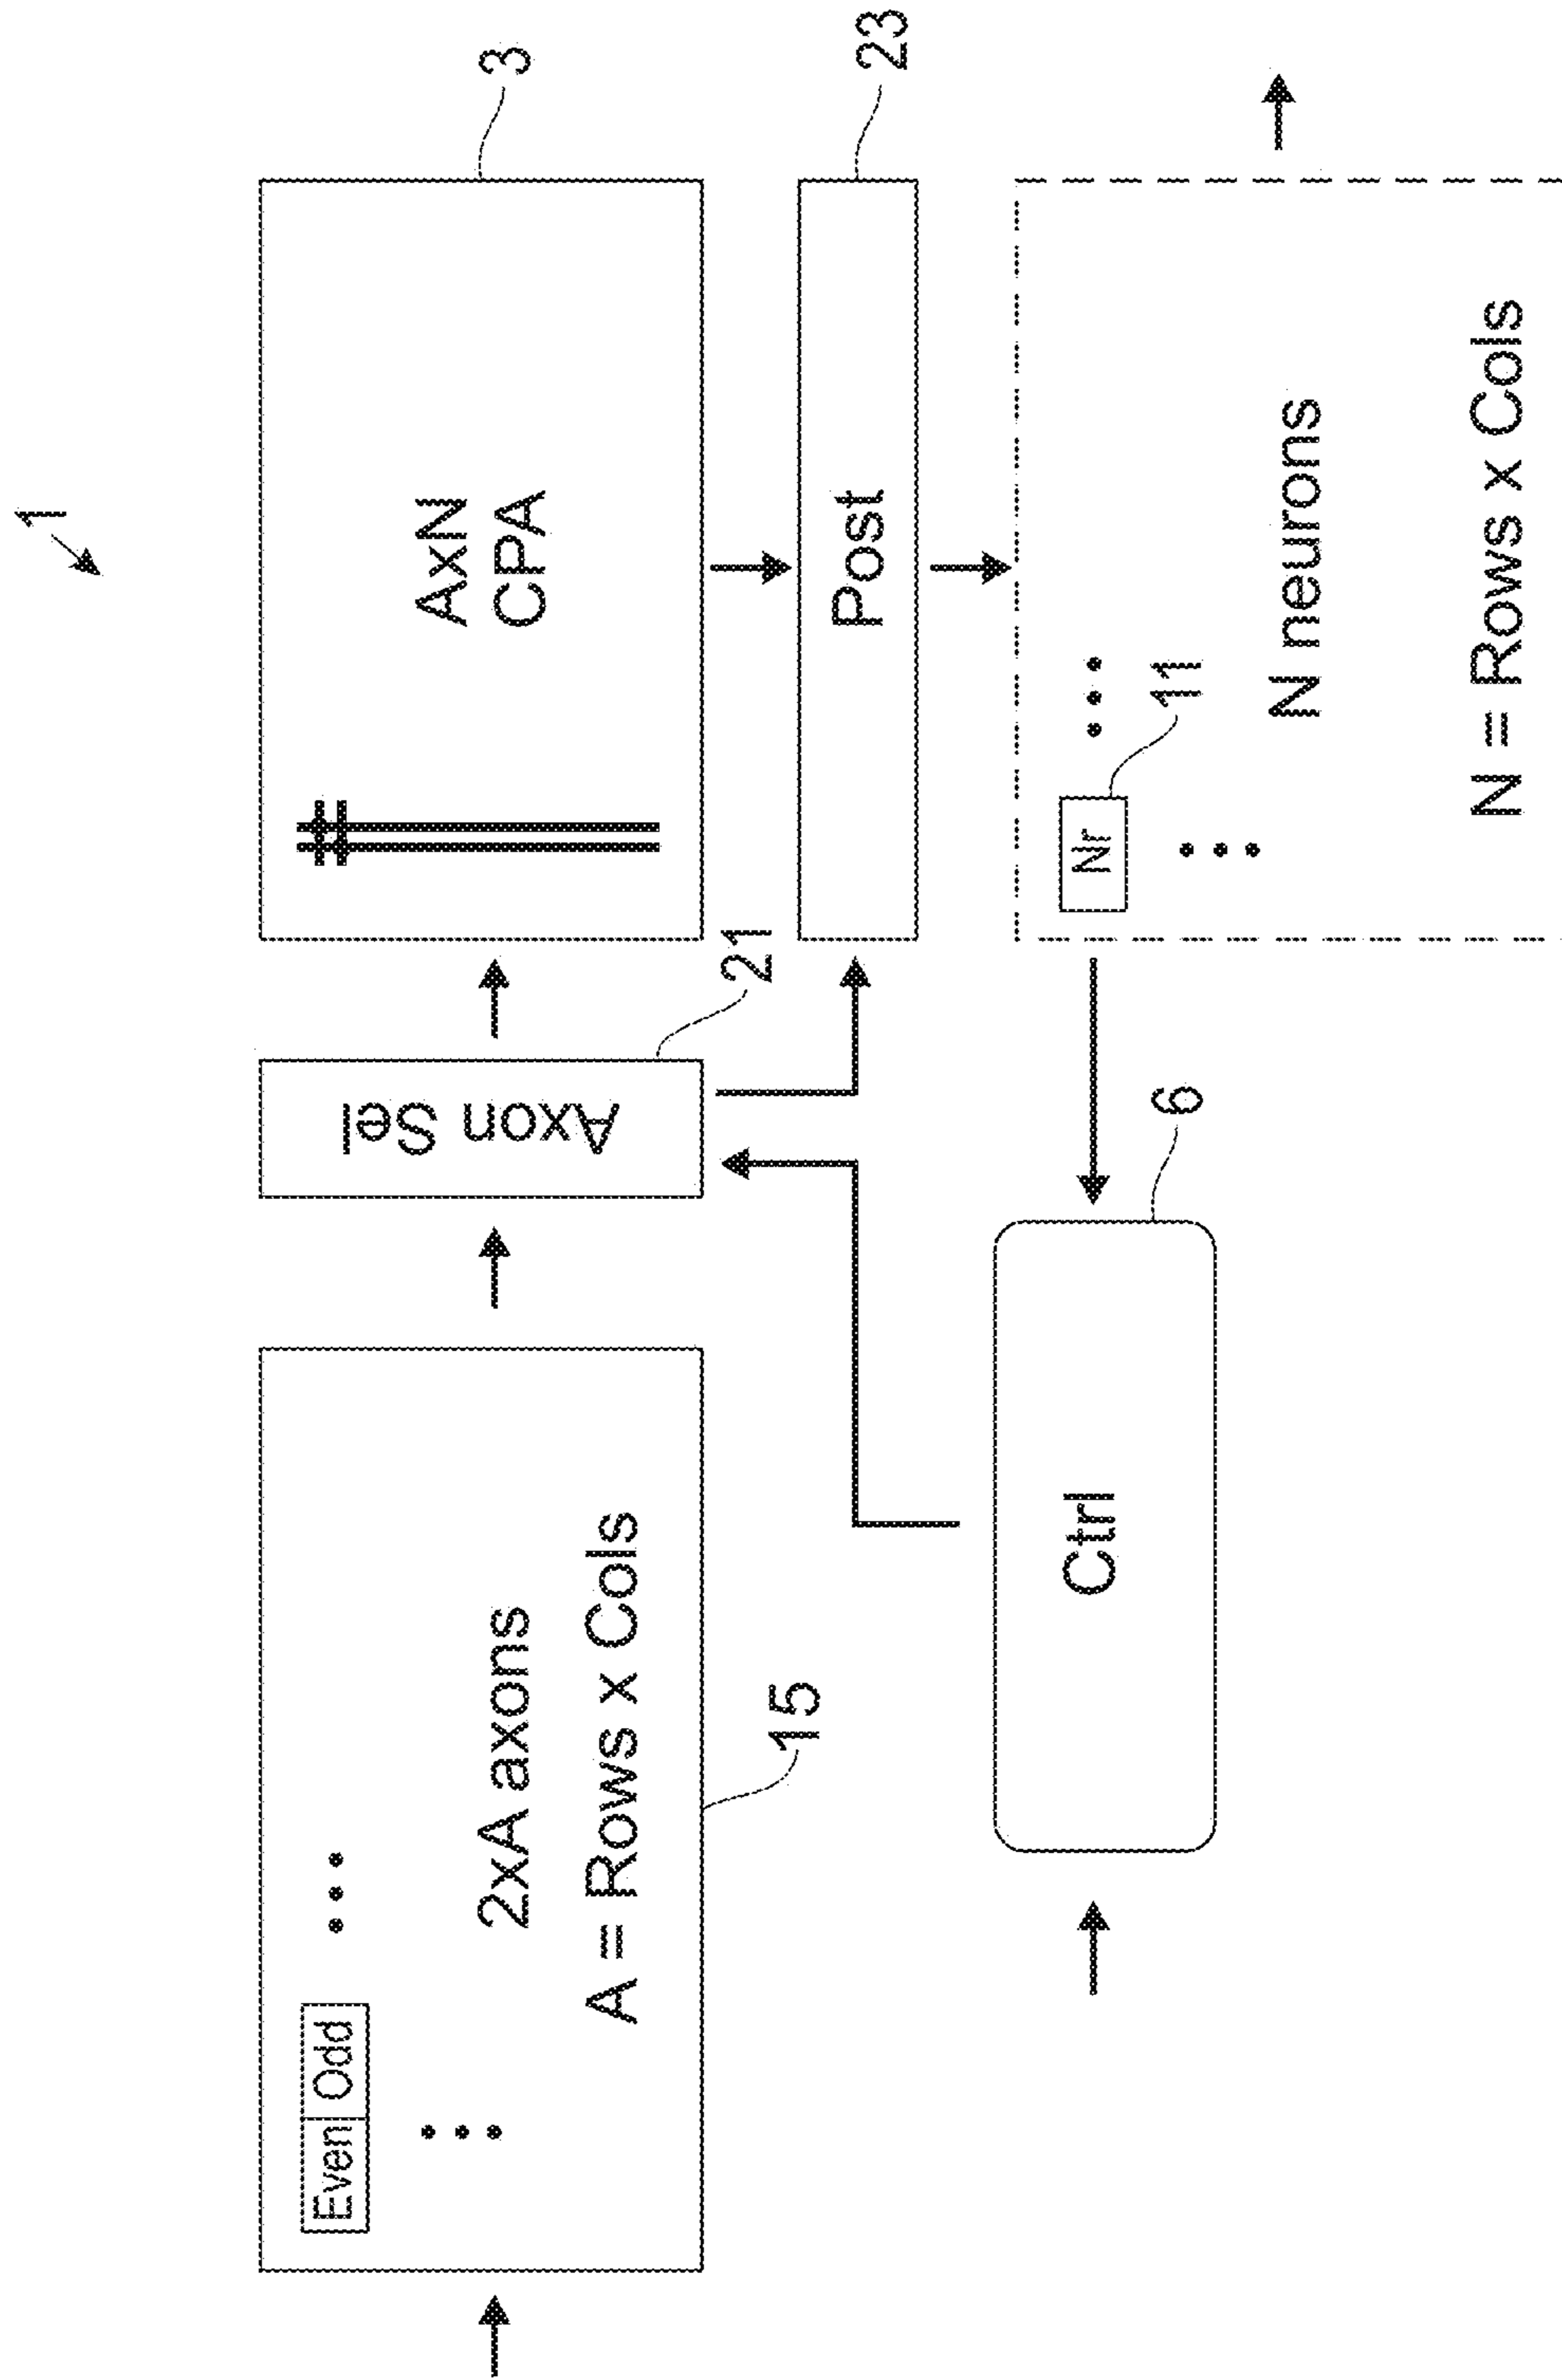 1
Even Odd
...
...
2xA axons
A = Rows x Cols
15
Axon Sel
21
AxN
CPA
3
Post
23
Ctrl
6
Nr
...
...
11
N neurons
N = Rows x Cols